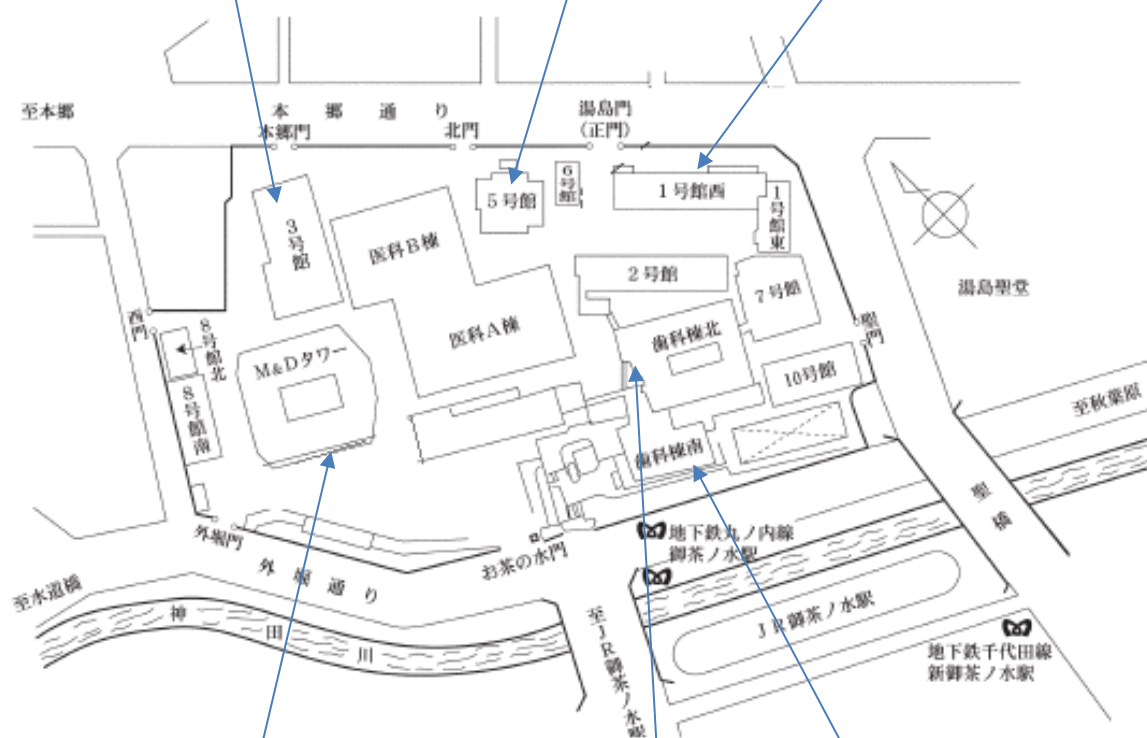 至本郷
本郷通り
本郷門
北門
湯島門
(正門)
3号館
医科B棟
5号館
6号館
1号館西
1号館東
2号館
7号館
湯島聖堂
医科A棟
歯科棟北
聖門
西門
8号館北
M&Dタワー
10号館
8号館南
歯科棟南
至秋葉原
聖橋
外堀門
お茶の水門
地下鉄丸ノ内線
御茶ノ水駅
外堀通り
至水道橋
神田川
至JR御茶ノ水駅
JR御茶ノ水駅
地下鉄千代田線
新御茶ノ水駅